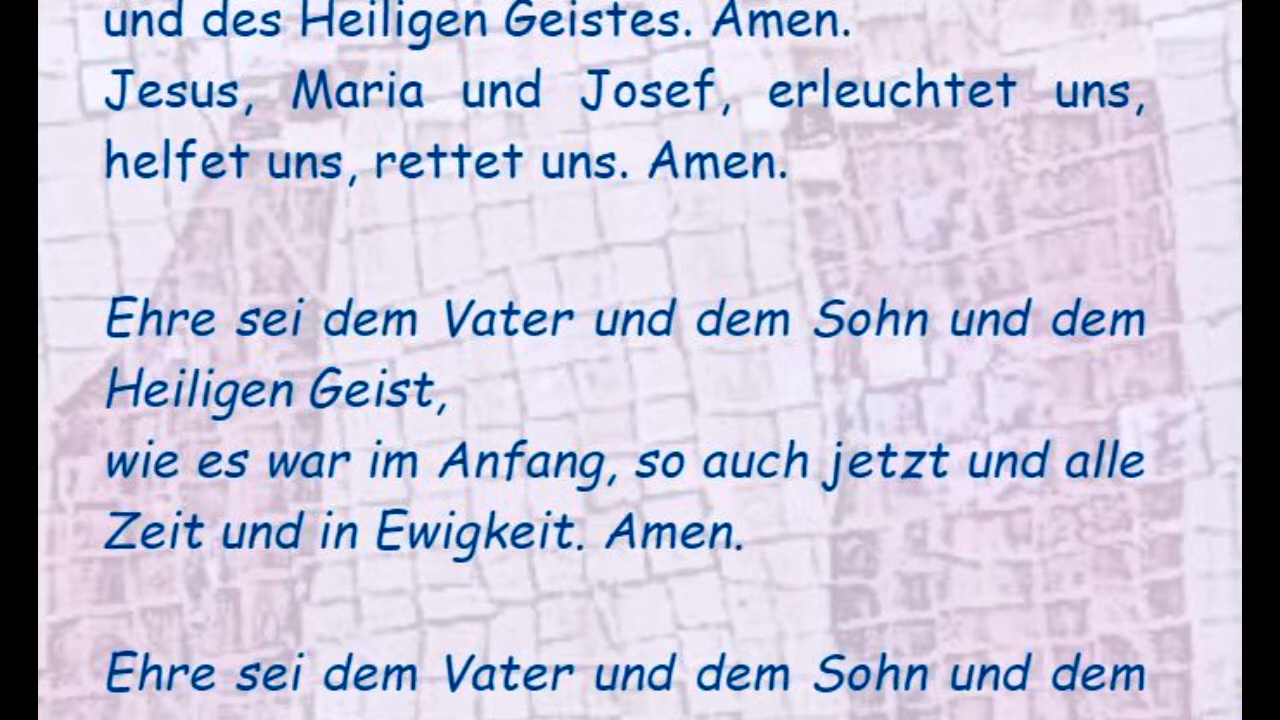 und des Heiligen Geistes. Amen.
Jesus, Maria und Josef, erleuchtet uns,
helfet uns, rettet uns. Amen.
Ehre sei dem Vater und dem Sohn und dem
Heiligen Geist,
wie es war im Anfang, so auch jetzt und alle
Zeit und in Ewigkeit. Amen.
Ehre sei dem Vater und dem Sohn und dem